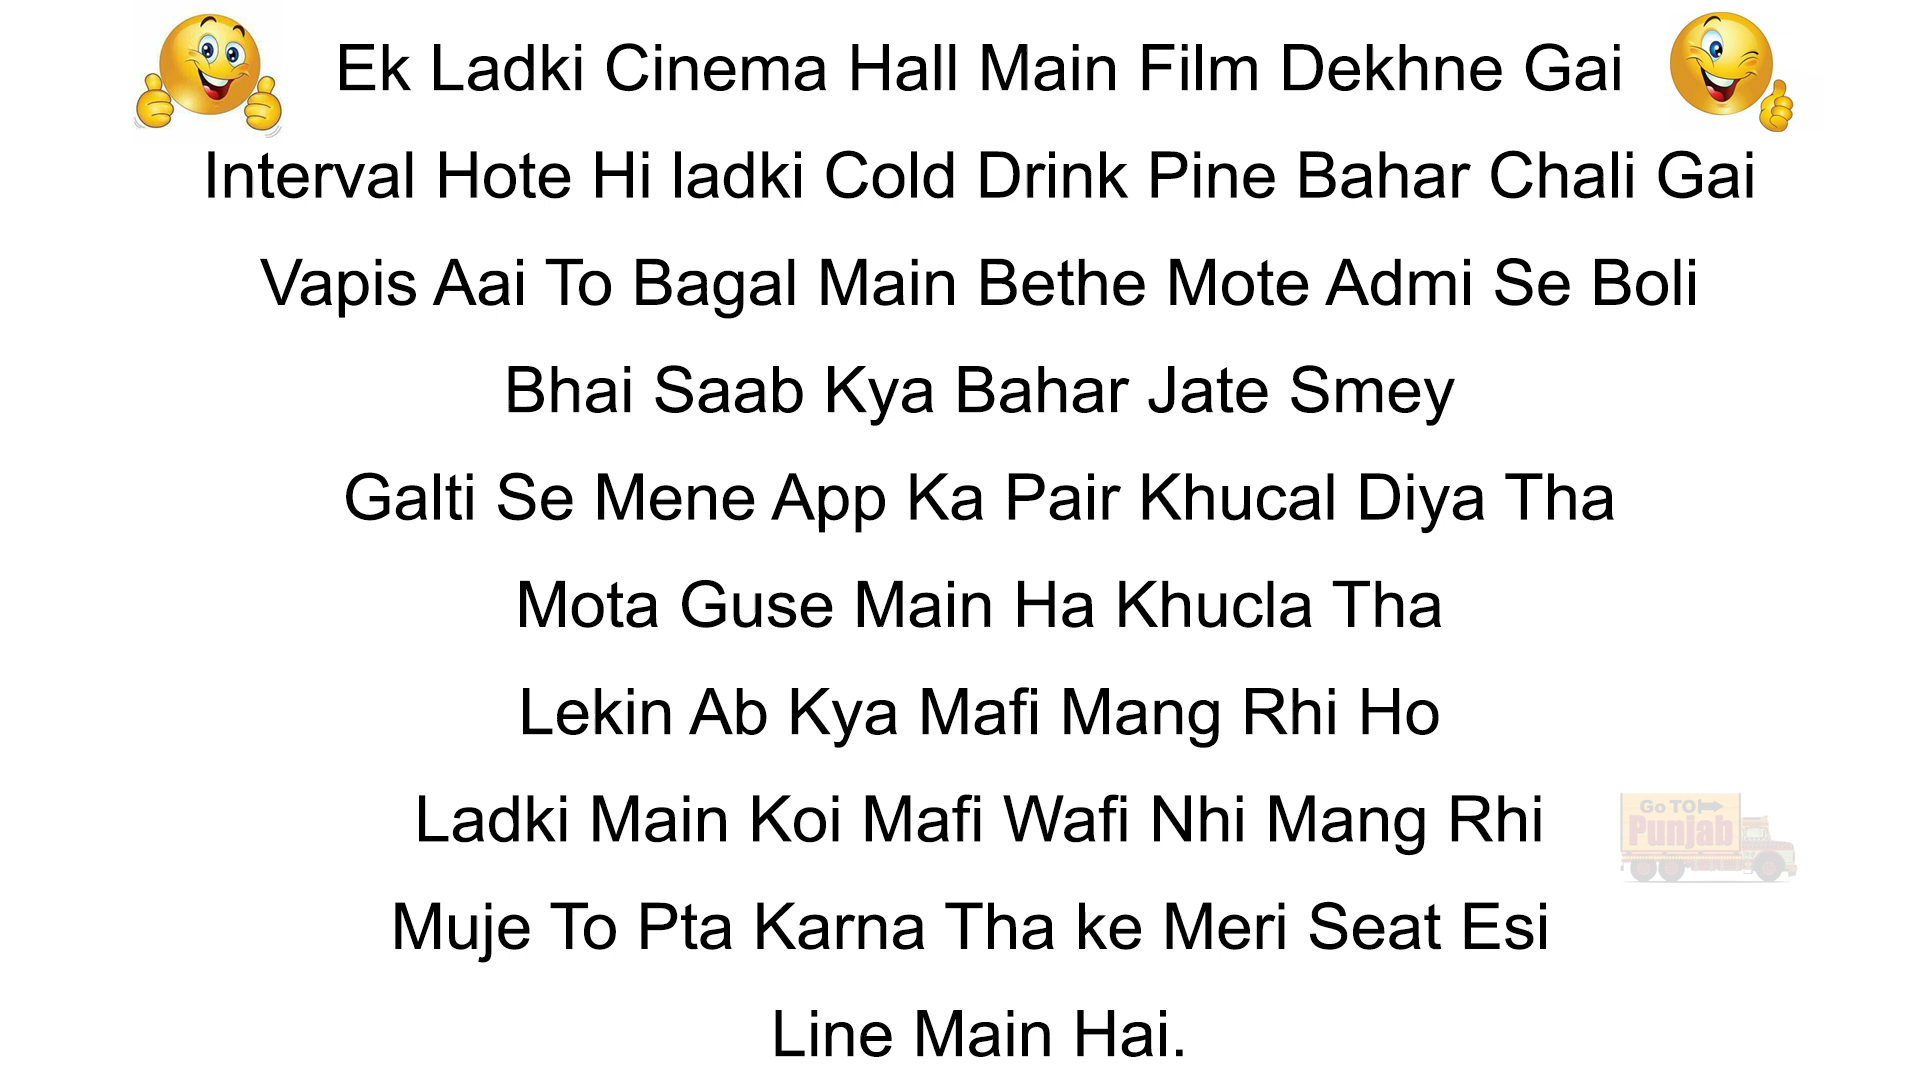 Ek Ladki Cinema Hall Main Film Dekhne Gai
Interval Hote Hi ladki Cold Drink Pine Bahar Chali Gai
Vapis Aai To Bagal Main Bethe Mote Admi Se Boli
Bhai Saab Kya Bahar Jate Smey
Galti Se Mene App Ka Pair Khucal Diya Tha
Mota Guse Main Ha Khucla Tha
Lekin Ab Kya Mafi Mang Rhi Ho
Ladki Main Koi Mafi Wafi Nhi Mang Rhi
Go TO
Punjab
Muje To Pta Karna Tha ke Meri Seat Esi
Line Main Hai.